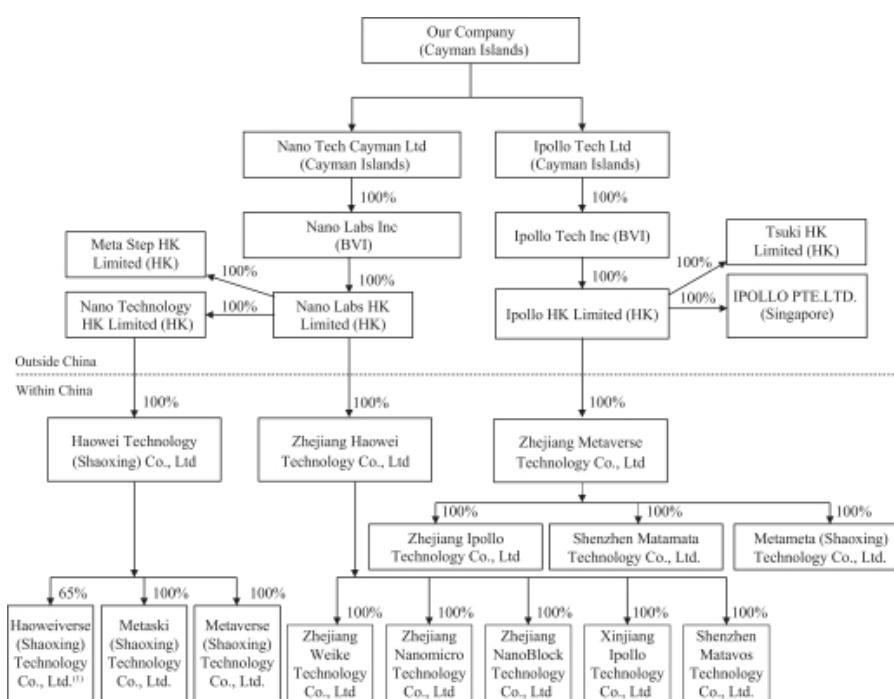 Our Company
(Cayman Islands)
Nano Tech Cayman Ltd
(Cayman Islands)
Ipollo Tech Ltd
(Cayman Islands)
100%
100%
Nano Labs Inc
(BVI)
Ipollo Tech Inc (BVI)
Tsuki HK
Limited (HK)
Meta Step HK
Limited (HK)
100%
100%
100%
100%
Nano Technology
HK Limited (HK)
100%
Nano Labs HK
Limited (HK)
Ipollo HK Limited (HK)
100%
IPOLLO PTE.LTD.
(Singapore)
Outside China
Within China
100%
100%
100%
Haowei Technology
(Shaoxing) Co., Ltd
Zhejiang Haowei
Technology Co., Ltd
Zhejiang Metaverse
Technology Co., Ltd
100%
100%
100%
Zhejiang Ipollo
Technology Co., Ltd
Shenzhen Matamata
Technology Co., Ltd.
Metameta (Shaoxing)
Technology Co., Ltd.
65%
100%
100%
Haoweiverse
(Shaoxing)
Technology
Co., Ltd.(1)
Metaski
(Shaoxing)
Technology
Co., Ltd.
Metaverse
(Shaoxing)
Technology
Co., Ltd.
100%
100%
100%
100%
100%
Zhejiang
Weike
Technology
Co., Ltd
Zhejiang
Nanomicro
Technology
Co., Ltd
Zhejiang
NanoBlock
Technology
Co., Ltd
Xinjiang
Ipollo
Technology
Co., Ltd
Shenzhen
Matavos
Technology
Co., Ltd.